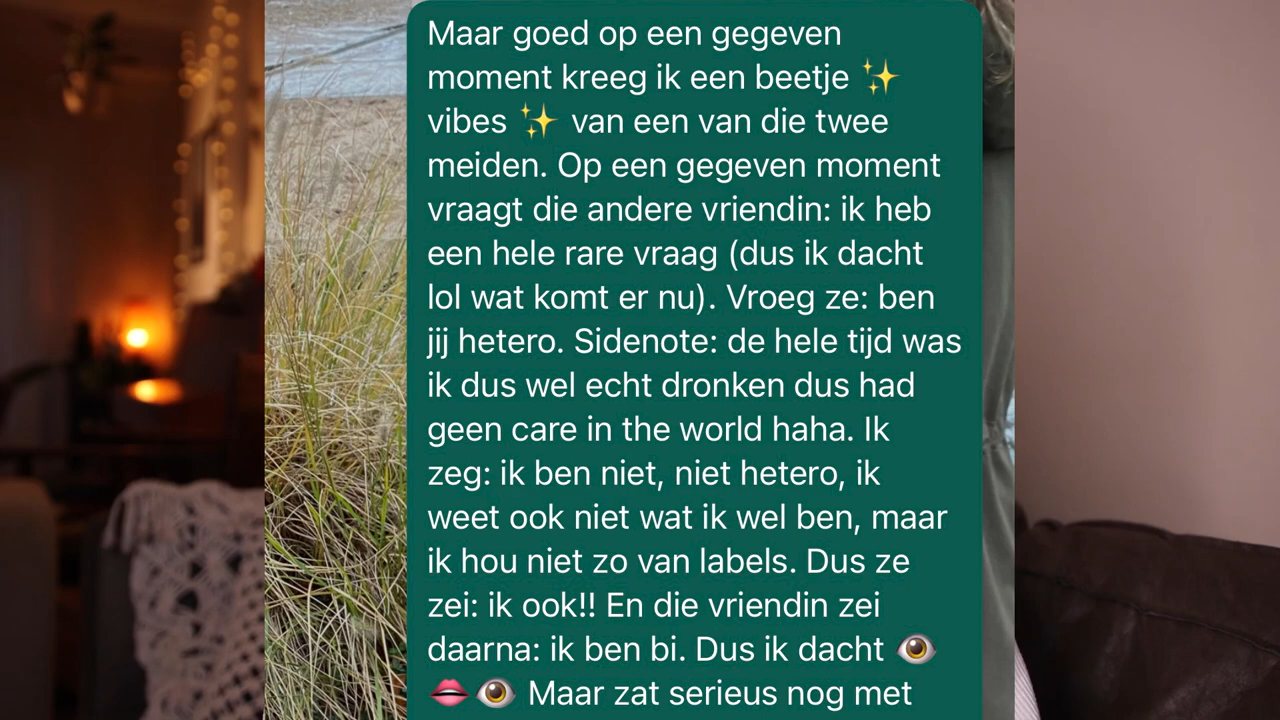 Maar goed op een gegeven
moment kreeg ik een beetje ✨
vibes ✨ van een van die twee
meiden. Op een gegeven moment
vraagt die andere vriendin: ik heb
een hele rare vraag (dus ik dacht
lol wat komt er nu). Vroeg ze: ben
jij hetero. Sidenote: de hele tijd was
ik dus wel echt dronken dus had
geen care in the world haha. Ik
zeg: ik ben niet, niet hetero, ik
weet ook niet wat ik wel ben, maar
ik hou niet zo van labels. Dus ze
zei: ik ook!! En die vriendin zei
daarna: ik ben bi. Dus ik dacht 👁️
👄👁️ Maar zat serieus nog met